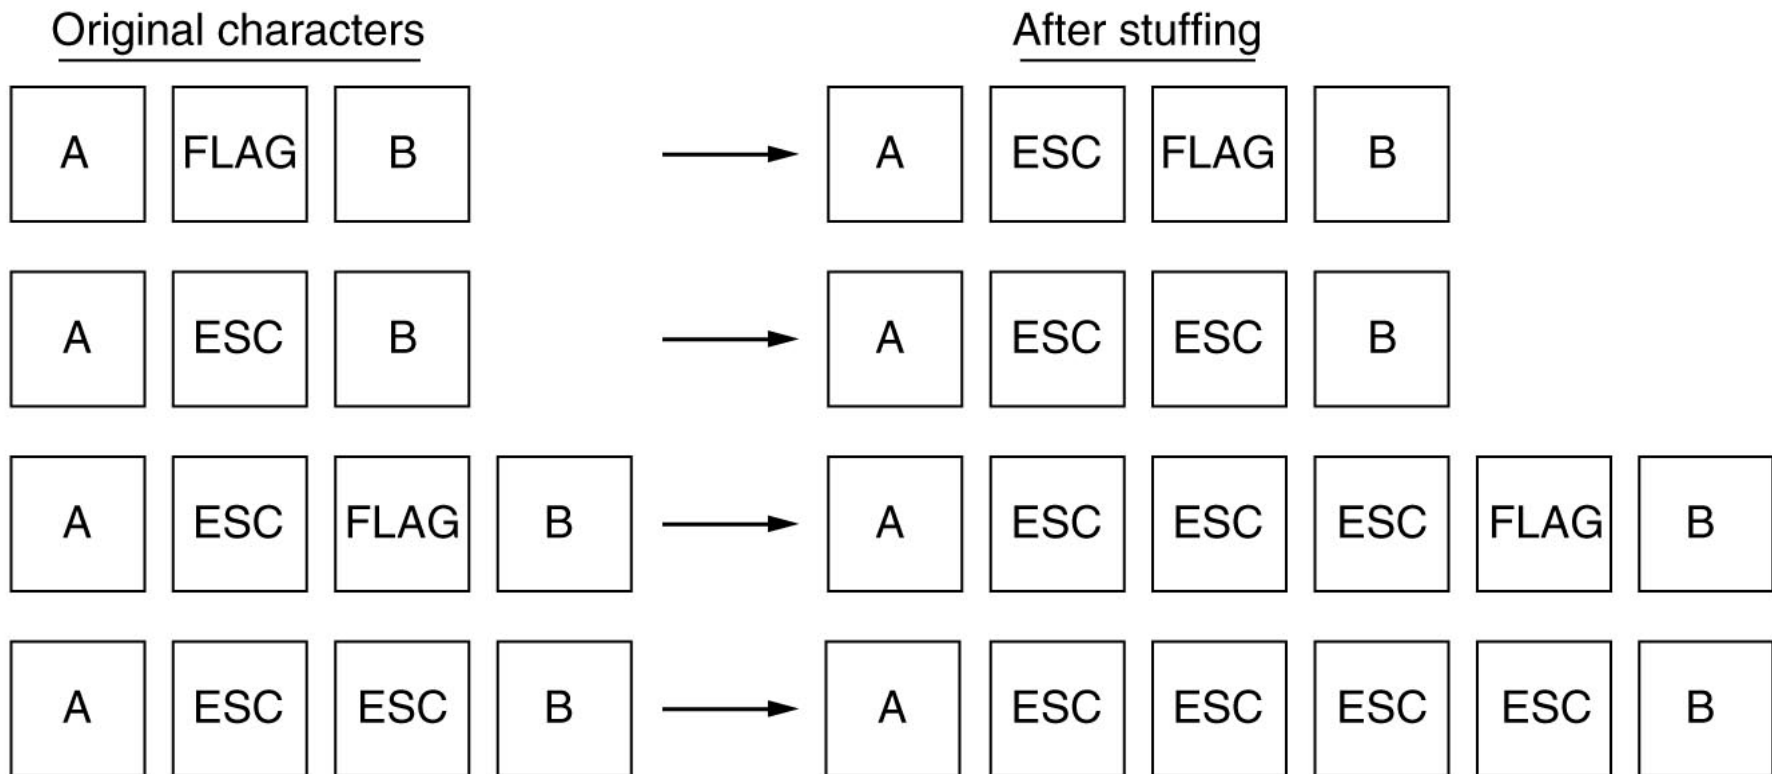 Original characters After stuffing
A FLAG B A ESC FLAG B
A ESC B A ESC ESC B
A ESC FLAG B A ESC ESC ESC FLAG B
A ESC ESC B A ESC ESC ESC ESC B